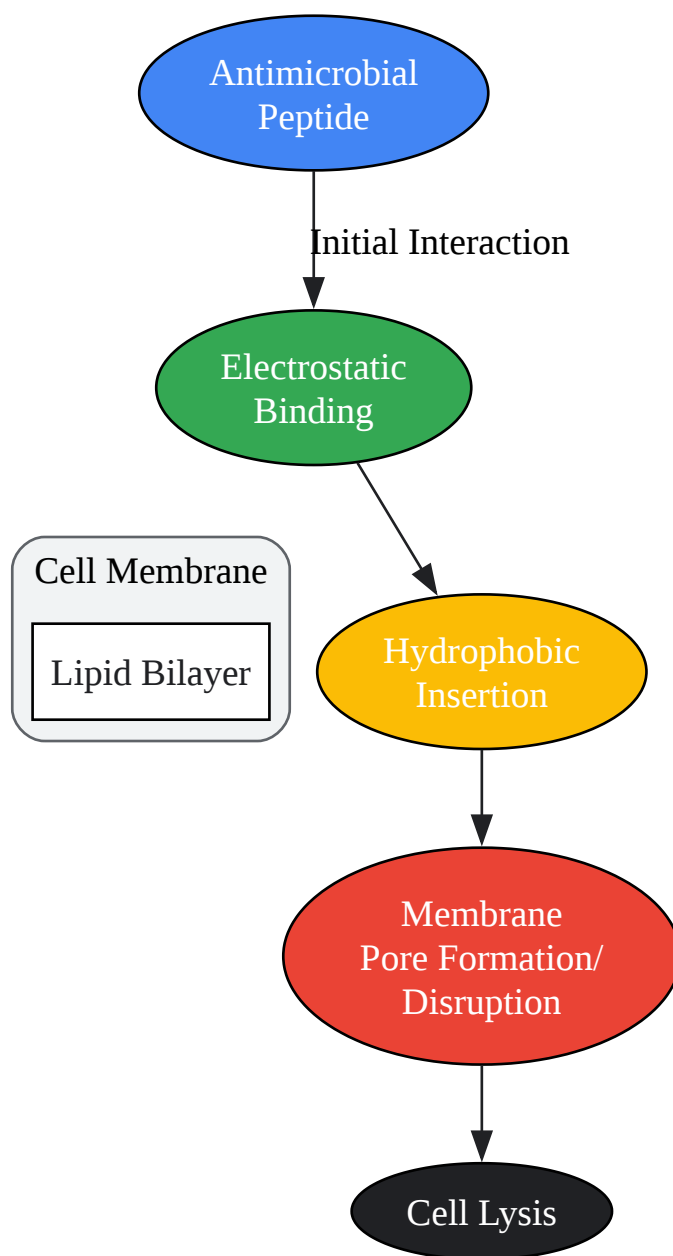 Antimicrobial
Peptide
Initial Interaction
Electrostatic
Binding
Cell Membrane
Lipid Bilayer
Hydrophobic
Insertion
Membrane
Pore Formation/
Disruption
Cell Lysis